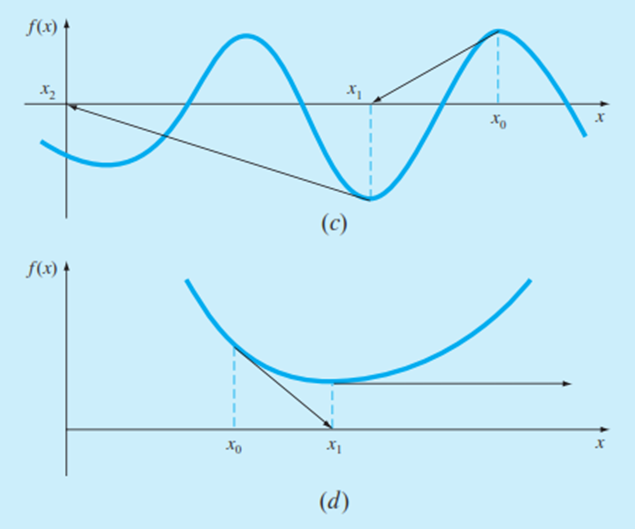 f(x)
x₂
x₁
x₀
x
(c)
f(x)
x₀
x₁
x
(d)